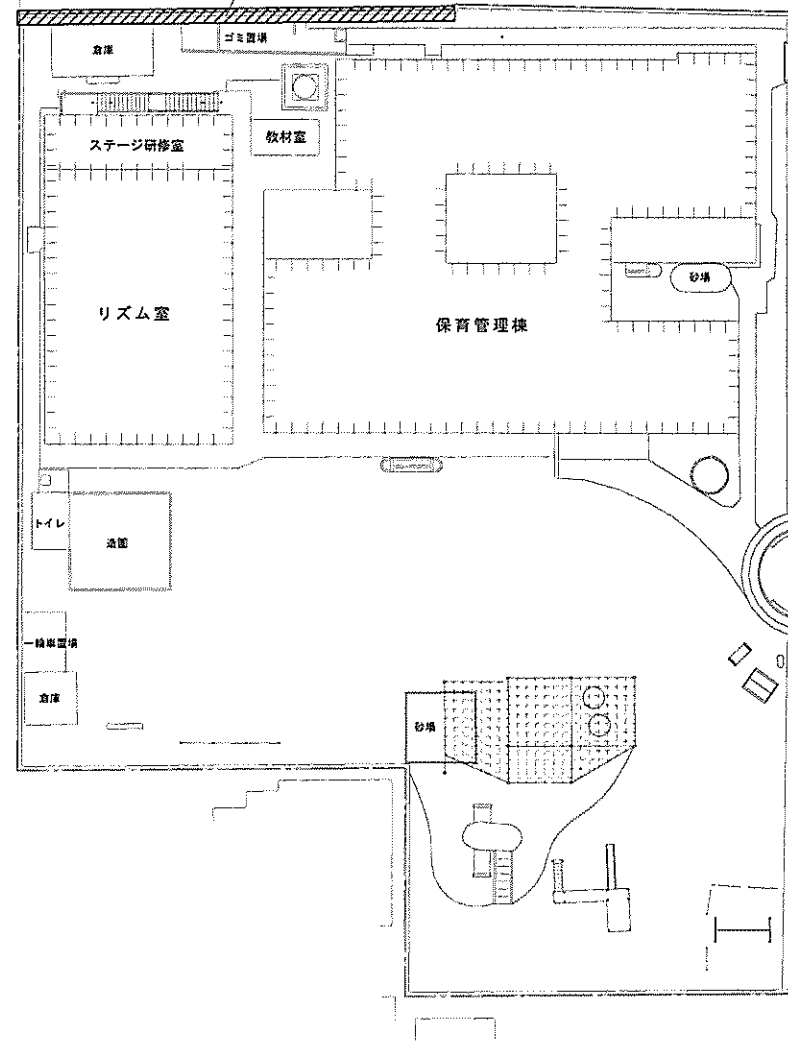 ゴミ置場
倉庫
教材室
ステージ研修室
砂場
リズム室
保育管理棟
トイレ
造園
一輪車置場
倉庫
砂場